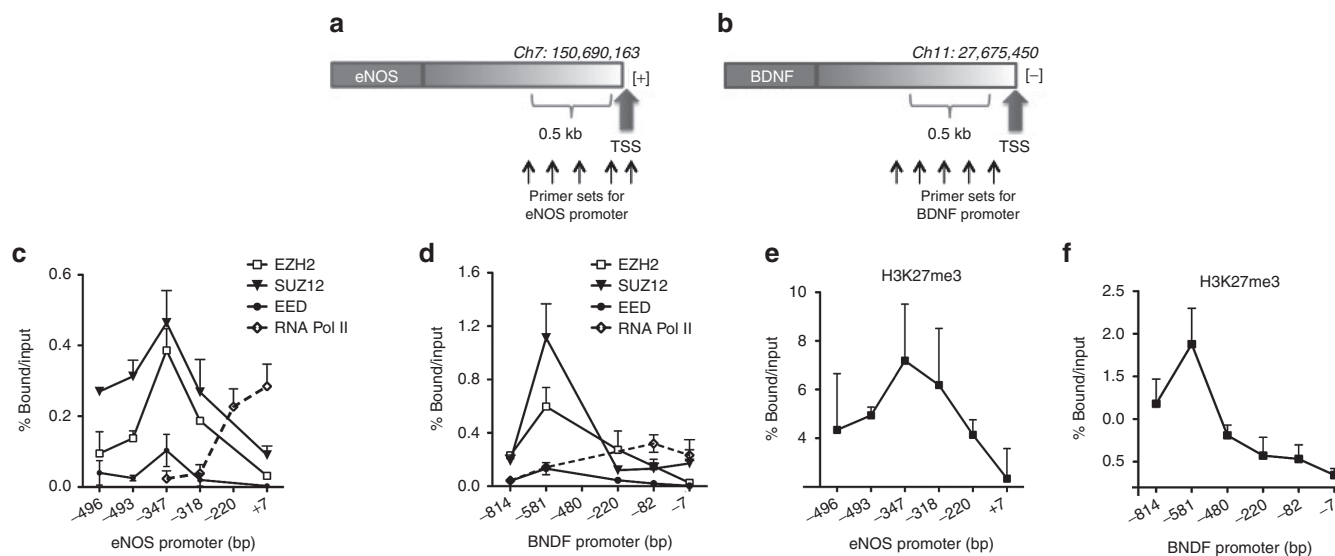 a
Ch7: 150,690,163
eNOS
[+]
0.5 kb
TSS
Primer sets for
eNOS promoter
b
Ch11: 27,675,450
BDNF
[−]
0.5 kb
TSS
Primer sets for
BDNF promoter
c
EZH2
SUZ12
EED
RNA Pol II
% Bound/input
0.6
0.4
0.2
0.0
−496
−493
−347
−318
−220
+7
eNOS promoter (bp)
d
EZH2
SUZ12
EED
RNA Pol II
% Bound/input
1.6
1.2
0.8
0.4
0.0
−814
−581
−480
−220
−82
−7
BNDF promoter (bp)
e
H3K27me3
% Bound/input
10
8
6
4
−496
−493
−347
−318
−220
+7
eNOS promoter (bp)
f
H3K27me3
% Bound/input
2.5
2.0
1.5
0.0
0.5
−814
−581
−480
−220
−82
−7
BNDF promoter (bp)